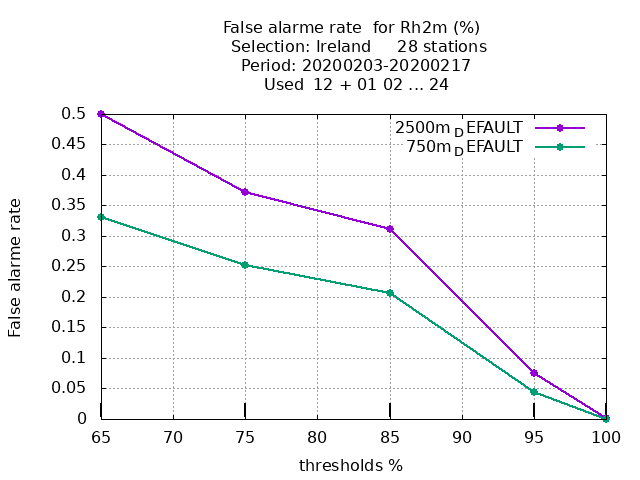 False alarme rate  for Rh2m (%)
Selection: Ireland     28 stations
Period: 20200203-20200217
Used  12 + 01 02 ... 24
2500m_DEFAULT
750m_DEFAULT
0.5
0.45
0.4
0.35
0.3
0.25
0.2
0.15
0.1
0.05
0
False alarme rate
65 70 75 80 85 90 95 100
thresholds %